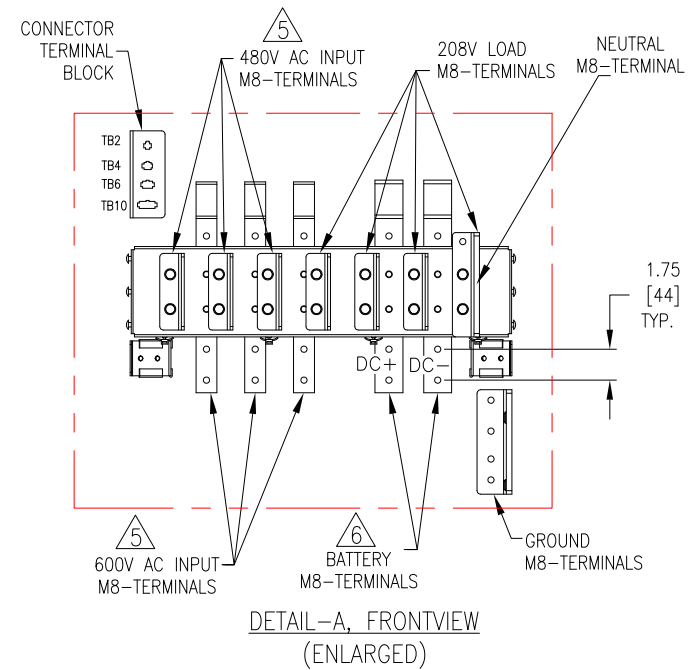 CONNECTOR
TERMINAL
BLOCK
5
480V AC INPUT
M8-TERMINALS
208V LOAD
M8-TERMINALS
NEUTRAL
M8-TERMINAL
TB2
TB4
TB6
TB10
1.75
[44]
TYP.
DC+
DC-
5
600V AC INPUT
M8-TERMINALS
6
BATTERY
M8-TERMINALS
GROUND
M8-TERMINALS
DETAIL-A, FRONTVIEW
(ENLARGED)